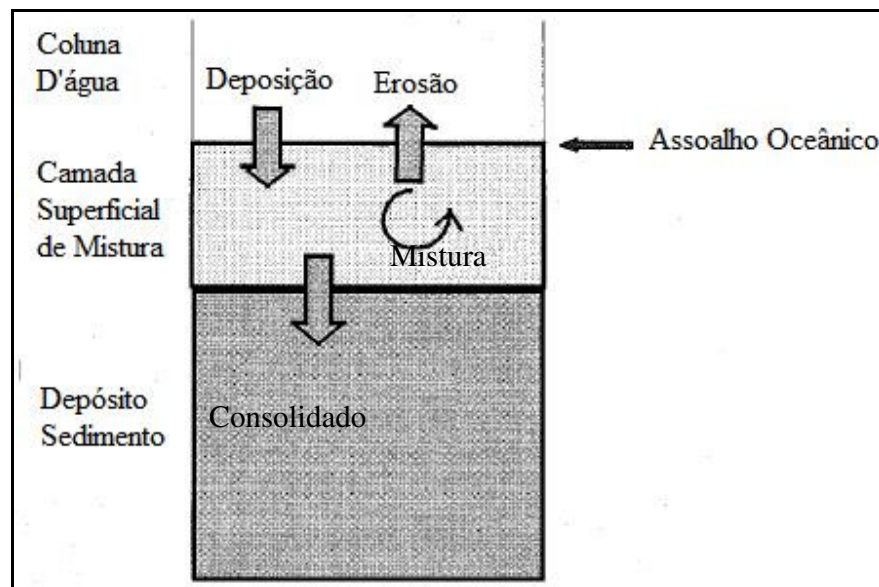 Coluna
D'água
Deposição
Erosão
Assoalho Oceânico
Camada
Superficial
de Mistura
Mistura
Depósito
Sedimento
Consolidado